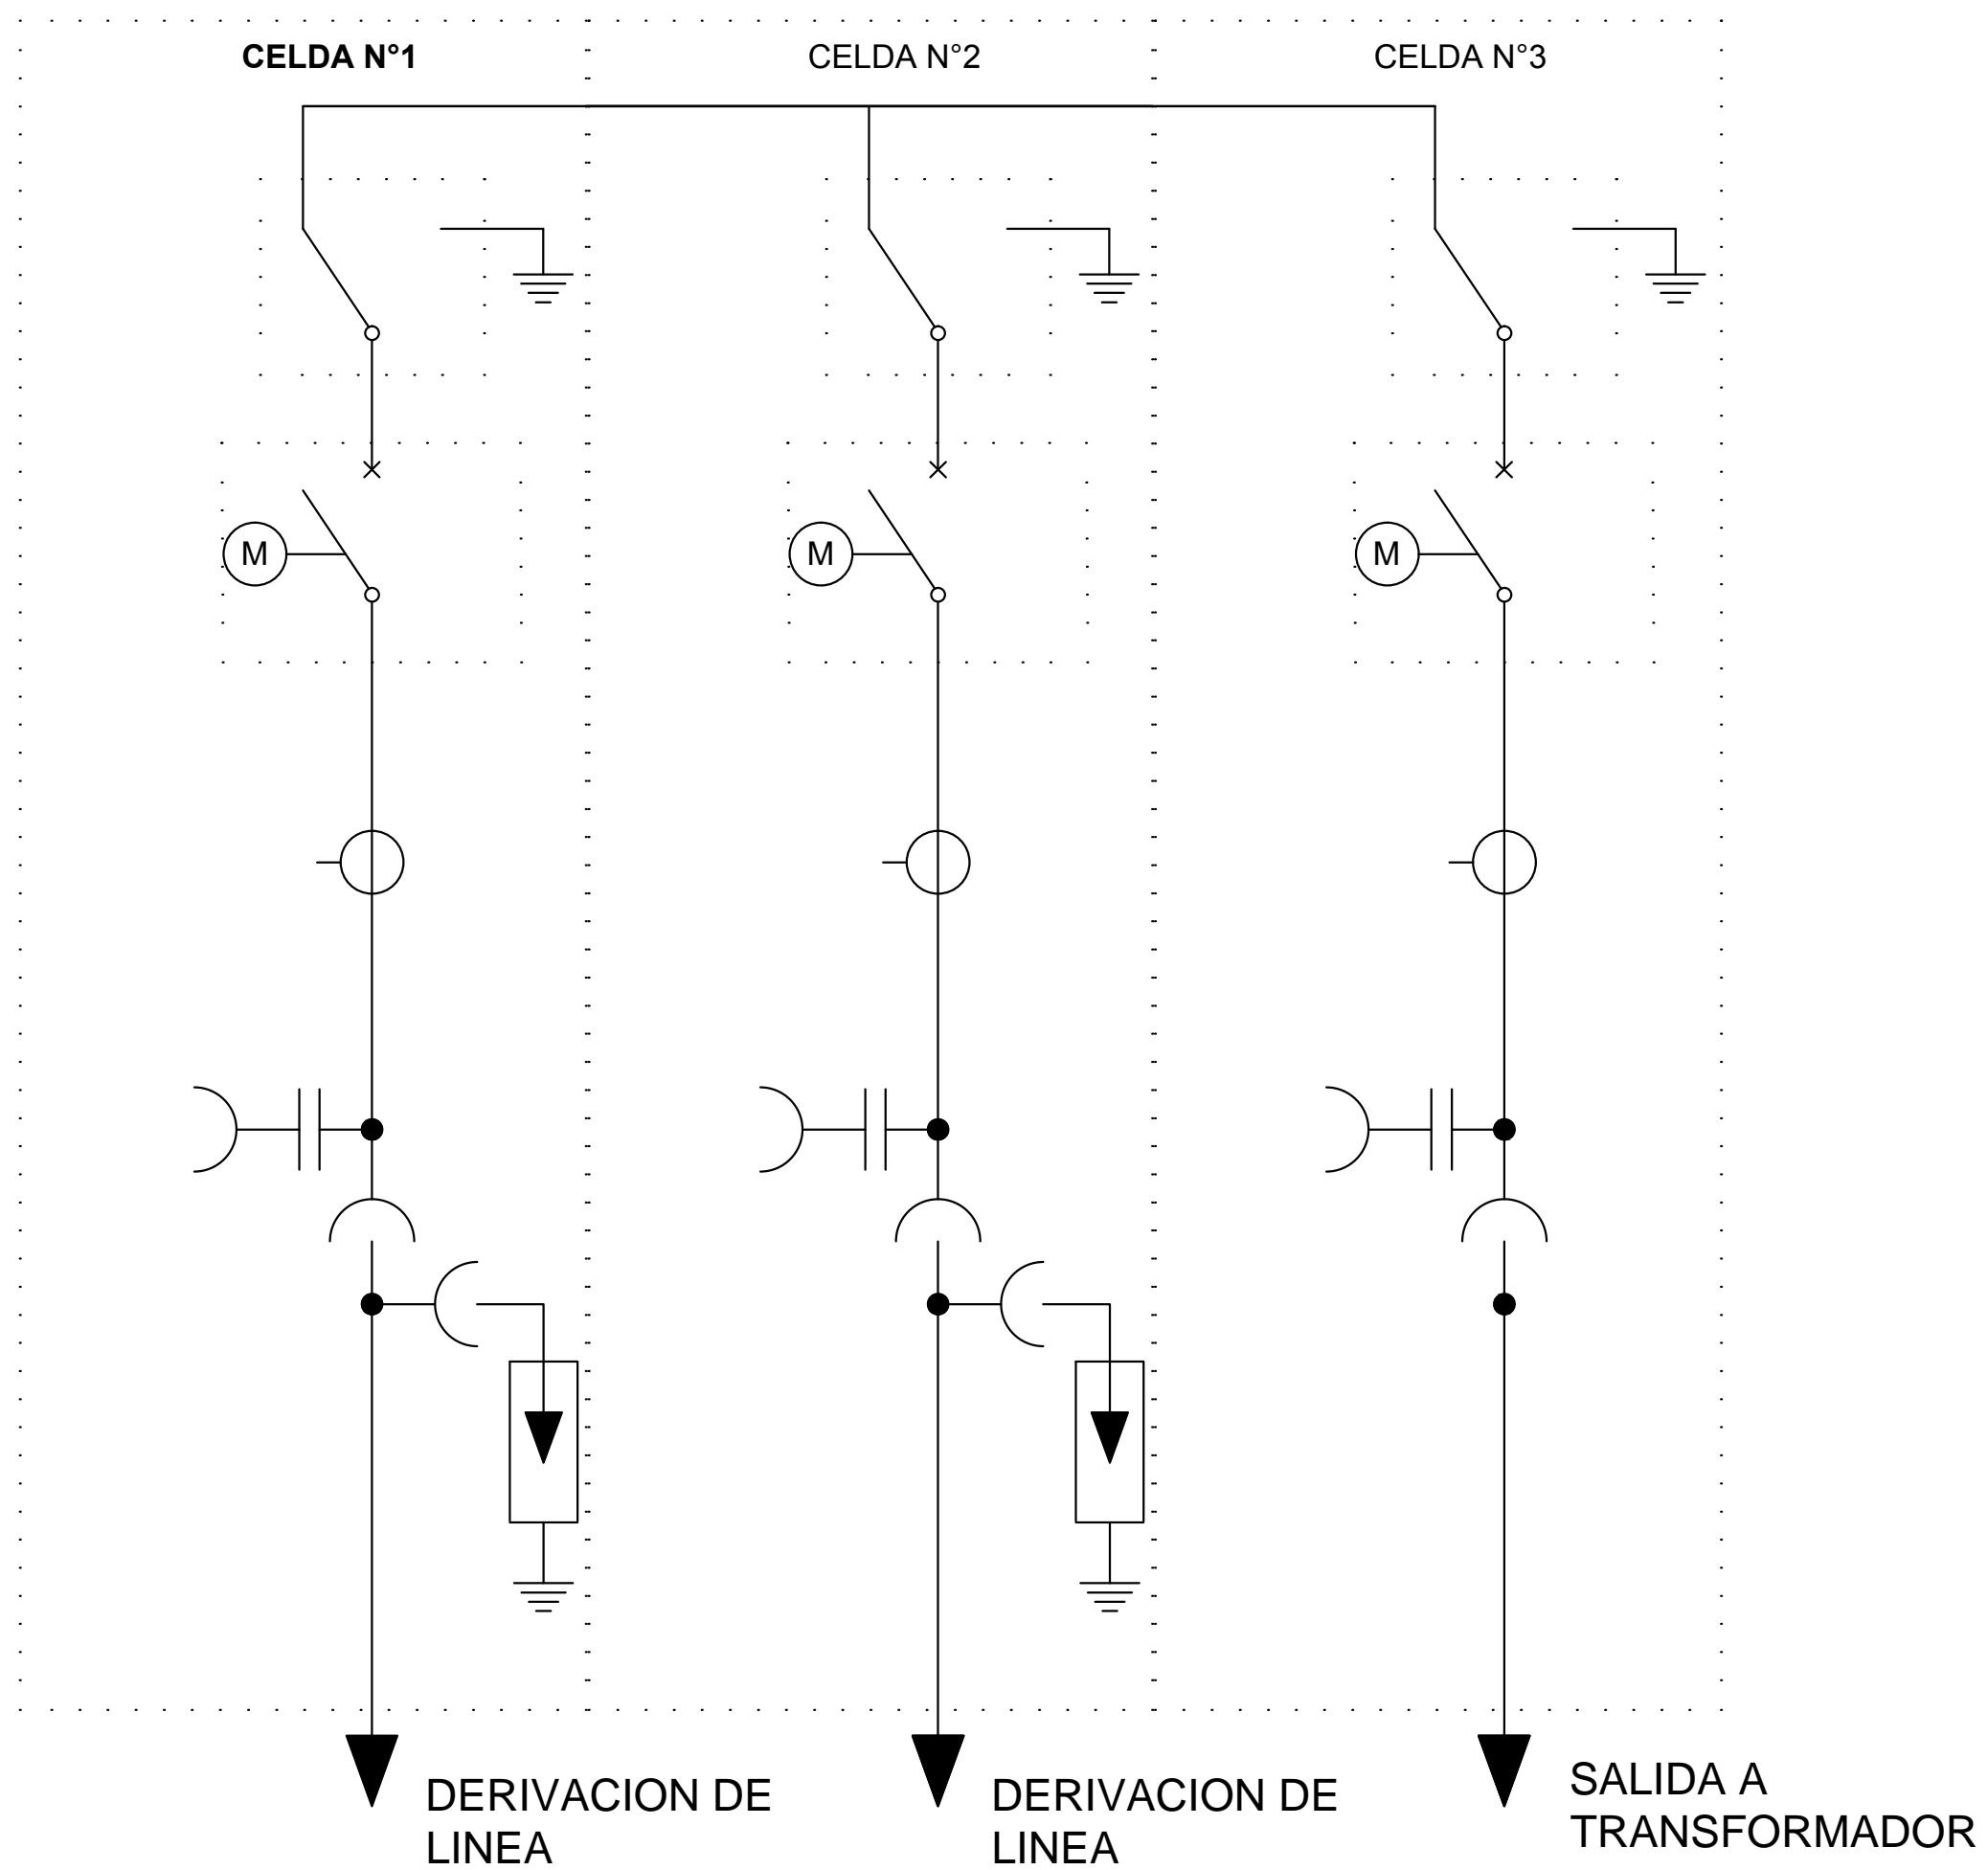 CELDA N°1
CELDA N°2
CELDA N°3
M
M
M
DERIVACION DE
LINEA
DERIVACION DE
LINEA
SALIDA A
TRANSFORMADOR